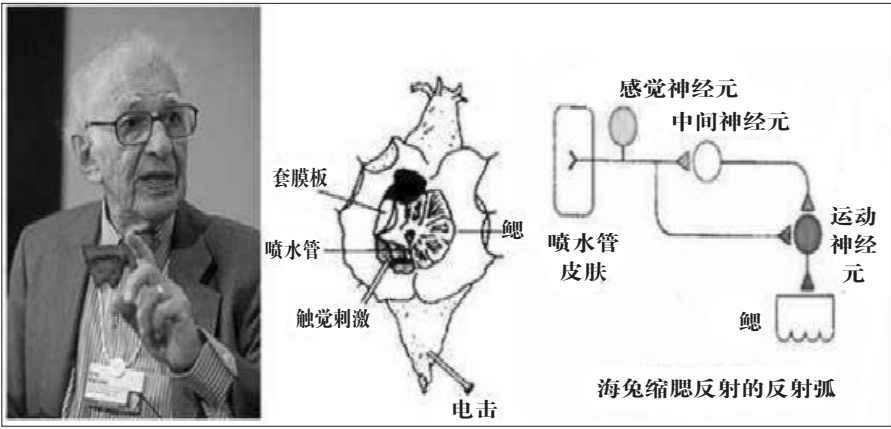 套膜板
喷水管
触觉刺激
鳃
电击
感觉神经元
中间神经元
运动
神经
元
喷水管
皮肤
鳃
海兔缩腮反射的反射弧